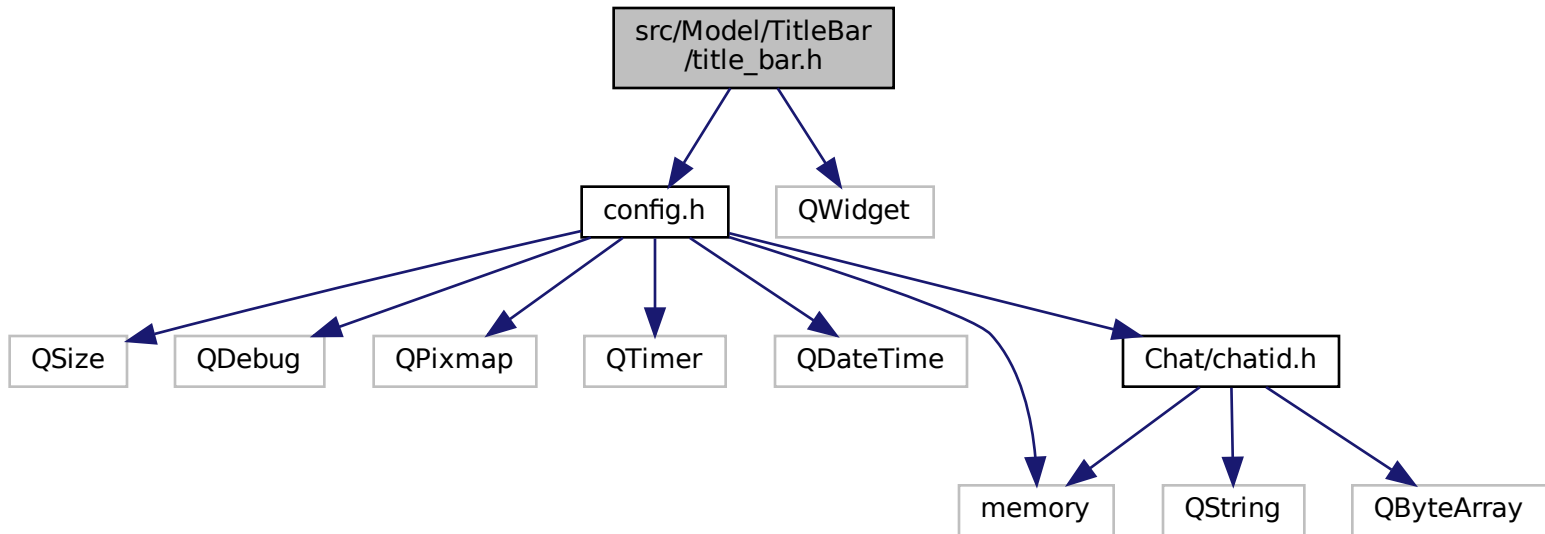 src/Model/TitleBar
/title_bar.h
config.h
QWidget
QSize
QDebug
QPixmap
QTimer
QDateTime
Chat/chatid.h
memory
QString
QByteArray